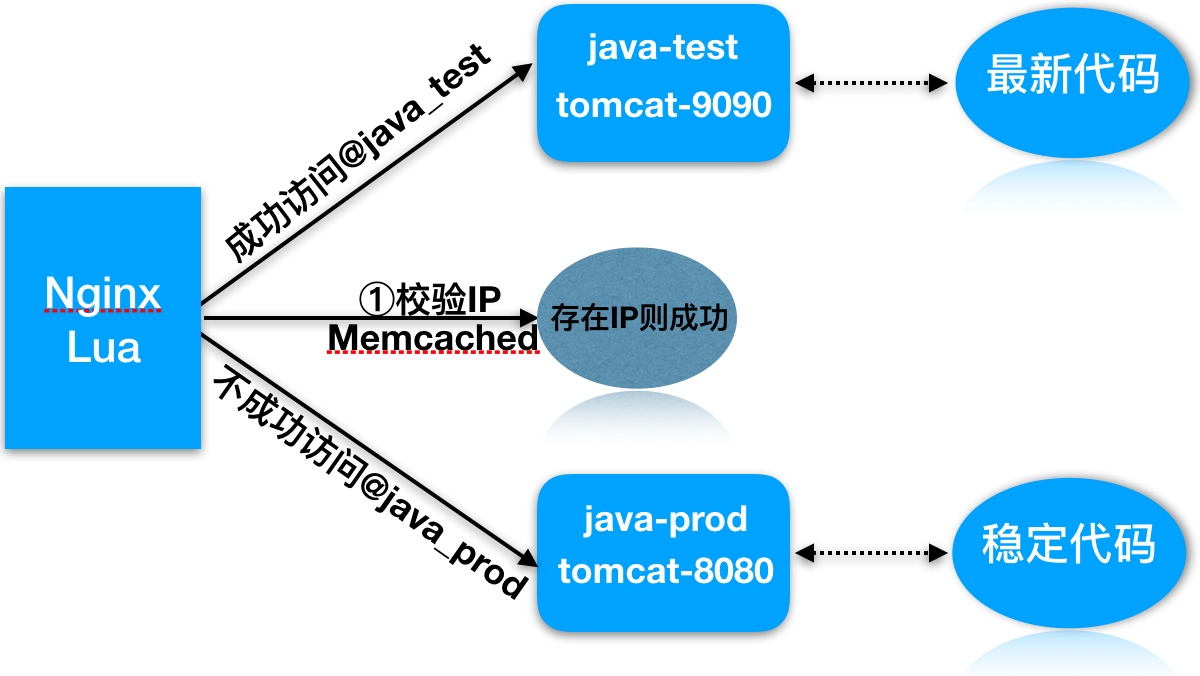 java-test
tomcat-9090
最新代码
成功访问@java_test
Nginx
Lua
①校验IP
Memcached
存在IP则成功
不成功访问@java_prod
java-prod
tomcat-8080
稳定代码